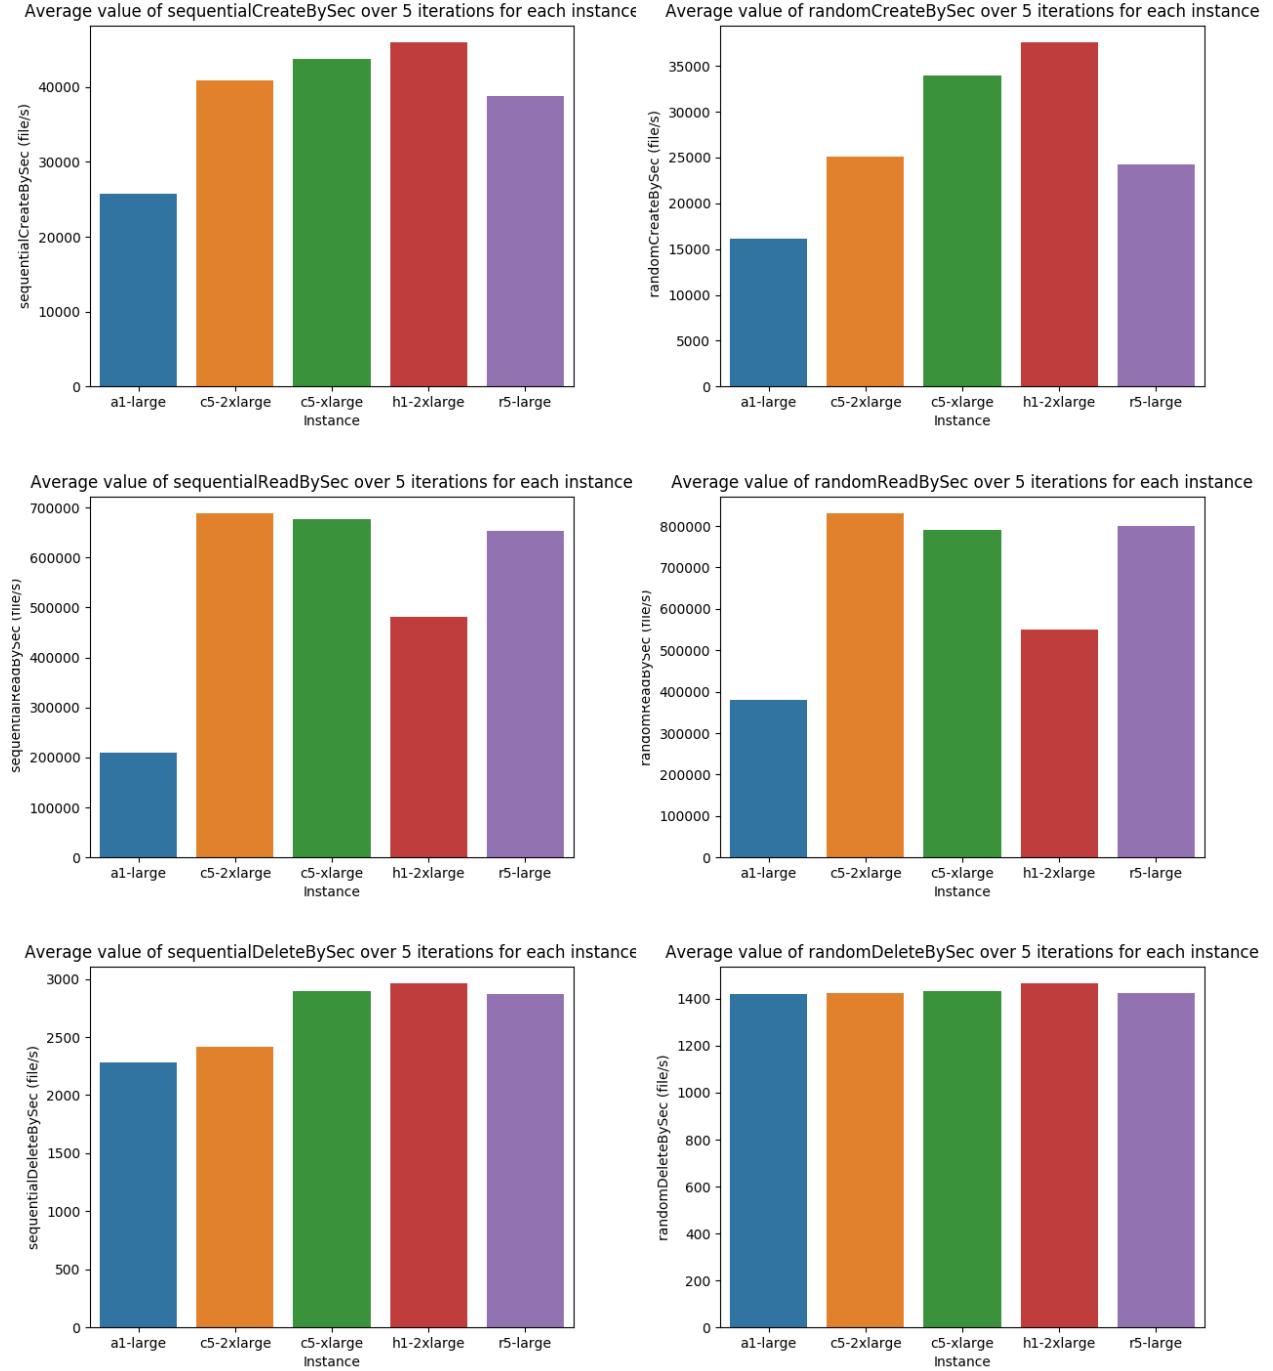 Average value of sequentialCreateBySec over 5 iterations for each instance
sequentialCreateBySec (file/s)
40000
30000
20000
10000
0
a1-large c5-2xlarge c5-xlarge h1-2xlarge r5-large
Instance
Average value of randomCreateBySec over 5 iterations for each instance
randomCreateBySec (file/s)
35000
30000
25000
20000
15000
10000
5000
0
a1-large c5-2xlarge c5-xlarge h1-2xlarge r5-large
Instance
Average value of sequentialReadBySec over 5 iterations for each instance
sequentialReadBySec (file/s)
700000
600000
500000
400000
300000
200000
100000
0
a1-large c5-2xlarge c5-xlarge h1-2xlarge r5-large
Instance
Average value of randomReadBySec over 5 iterations for each instance
randomReadBySec (file/s)
800000
700000
600000
500000
400000
300000
200000
100000
0
a1-large c5-2xlarge c5-xlarge h1-2xlarge r5-large
Instance
Average value of sequentialDeleteBySec over 5 iterations for each instance
sequentialDeleteBySec (file/s)
3000
2500
2000
1500
1000
500
0
a1-large c5-2xlarge c5-xlarge h1-2xlarge r5-large
Instance
Average value of randomDeleteBySec over 5 iterations for each instance
randomDeleteBySec (file/s)
1400
1200
1000
800
600
400
200
0
a1-large c5-2xlarge c5-xlarge h1-2xlarge r5-large
Instance